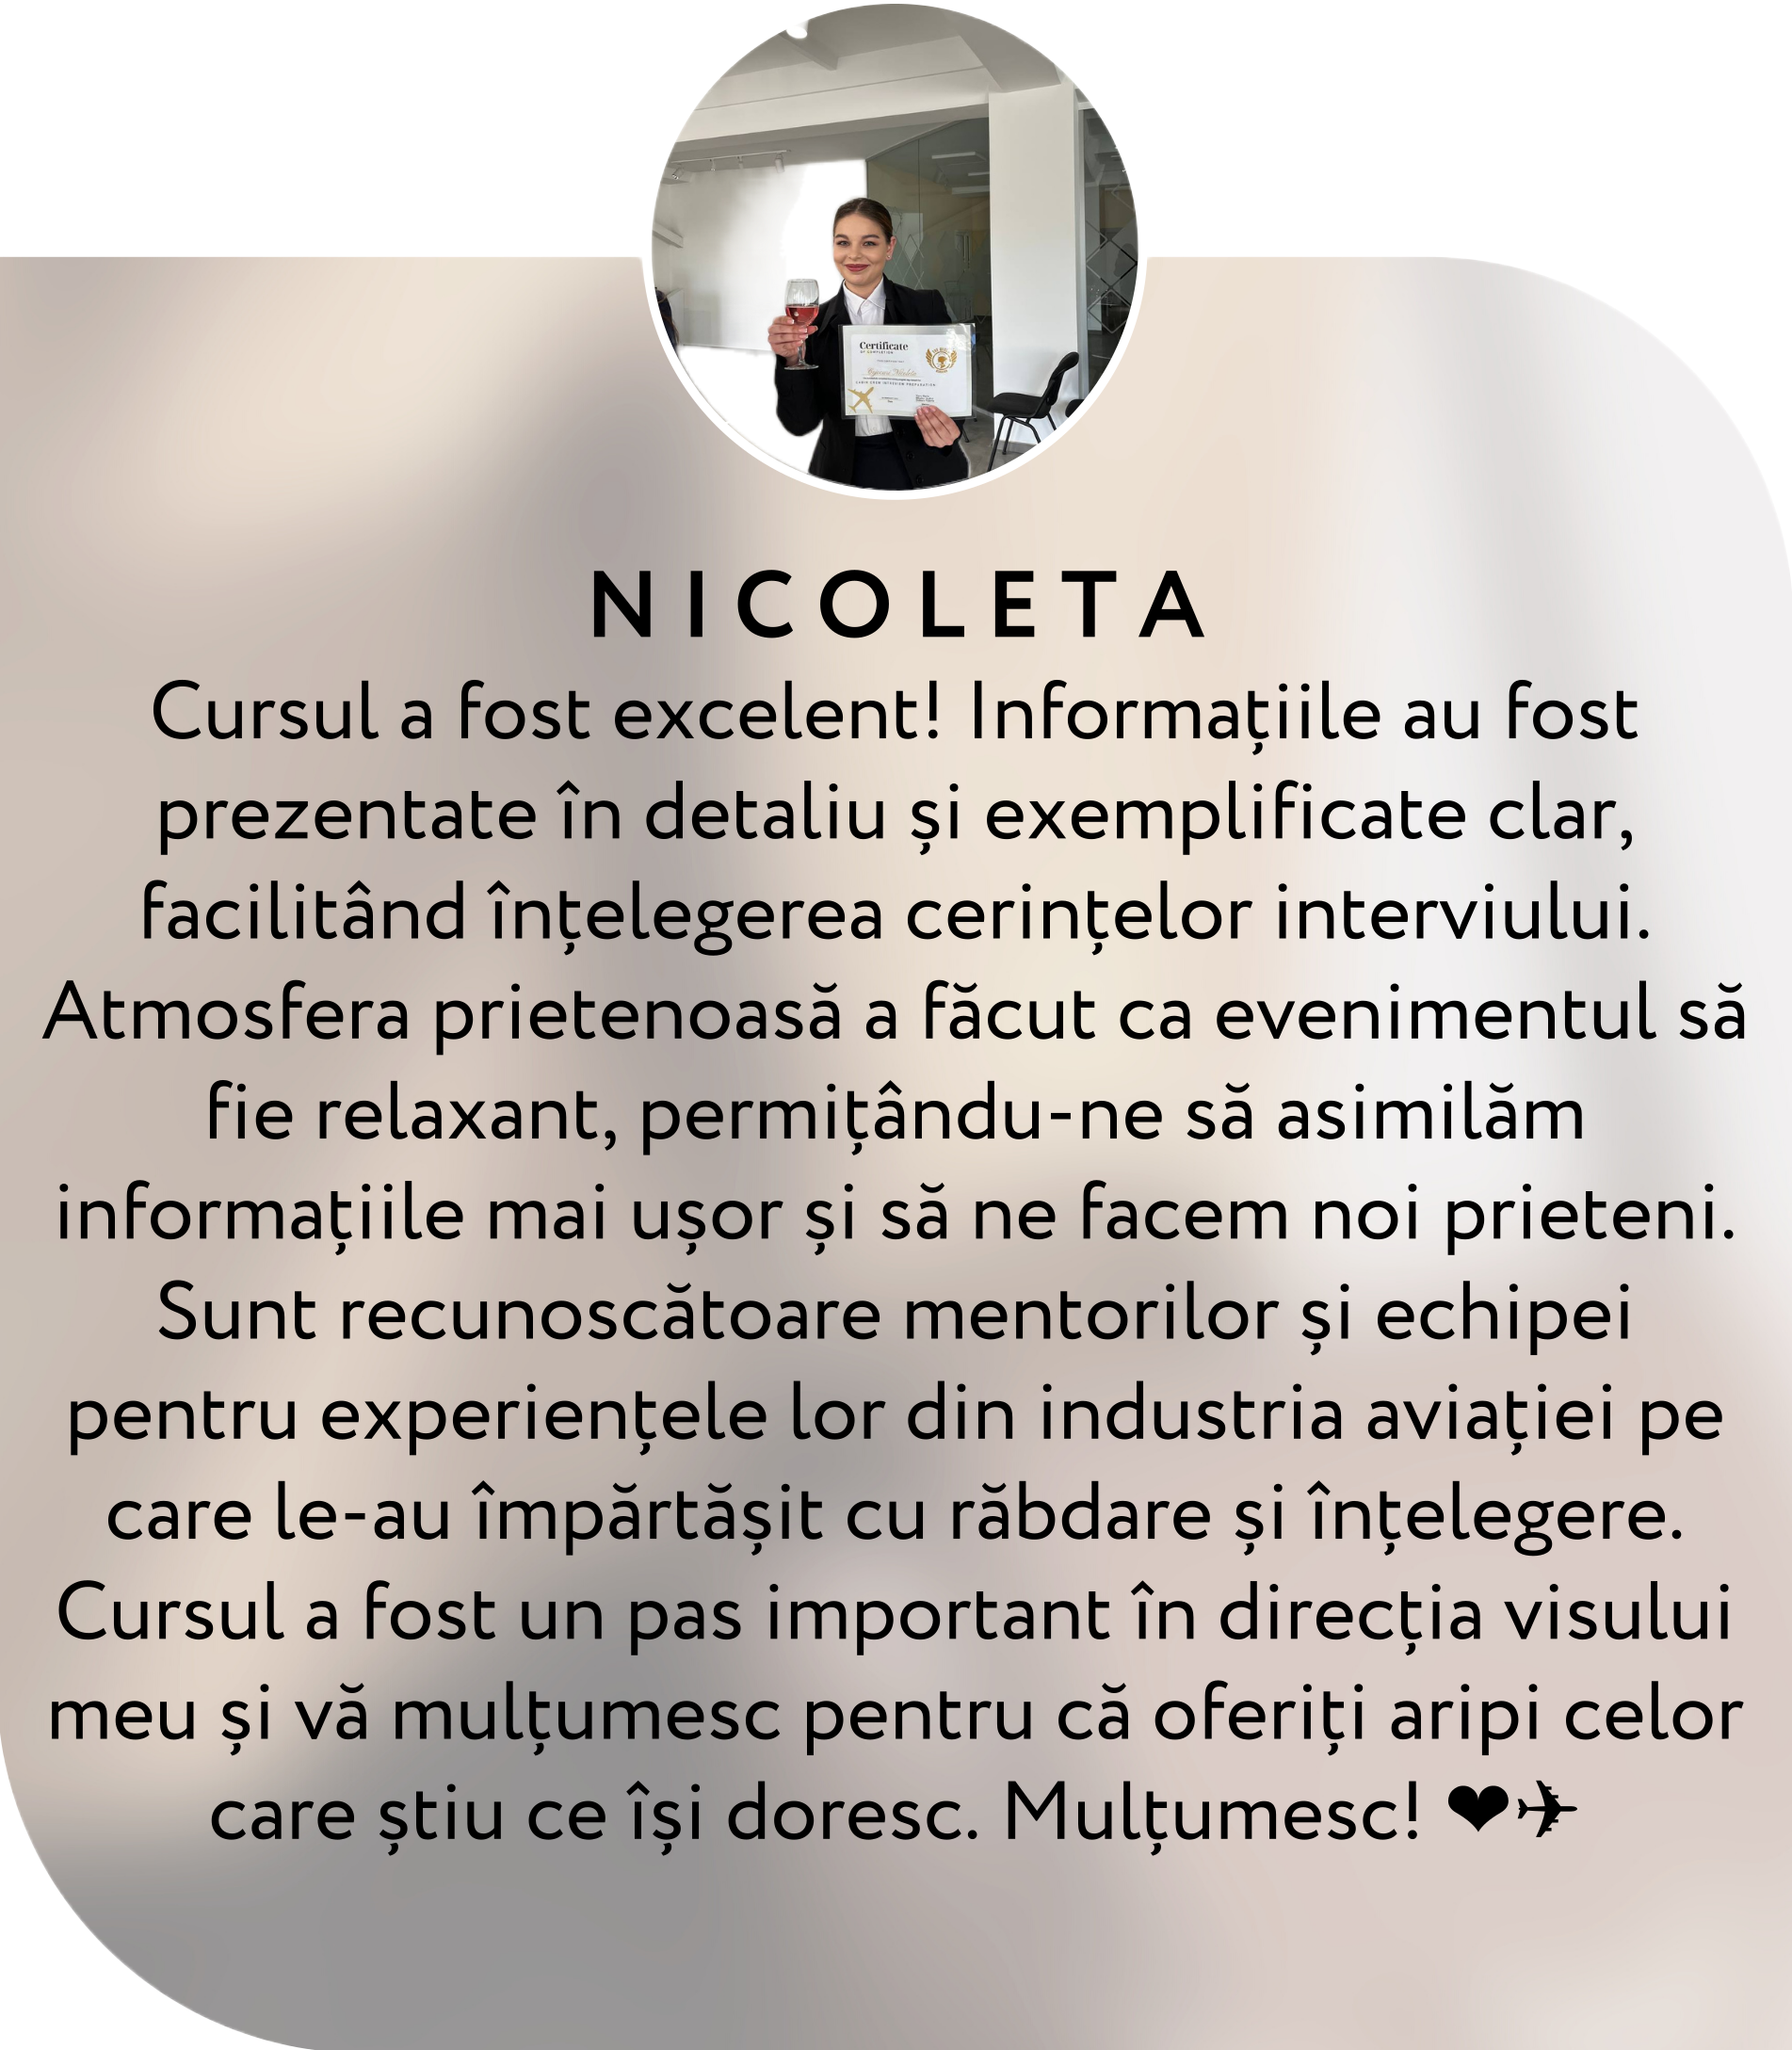 Certificate
OF COMPLETION
NICOLETA
Cursul a fost excelent! Informațiile au fost
prezentate în detaliu și exemplificate clar,
facilitând înțelegerea cerințelor interviului.
Atmosfera prietenoasă a făcut ca evenimentul să
fie relaxant, permițându-ne să asimilăm
informațiile mai ușor și să ne facem noi prieteni.
Sunt recunoscătoare mentorilor și echipei
pentru experiențele lor din industria aviației pe
care le-au împărtășit cu răbdare și înțelegere.
Cursul a fost un pas important în direcția visului
meu și vă mulțumesc pentru că oferiți aripi celor
care știu ce își doresc. Mulțumesc! ❤✈